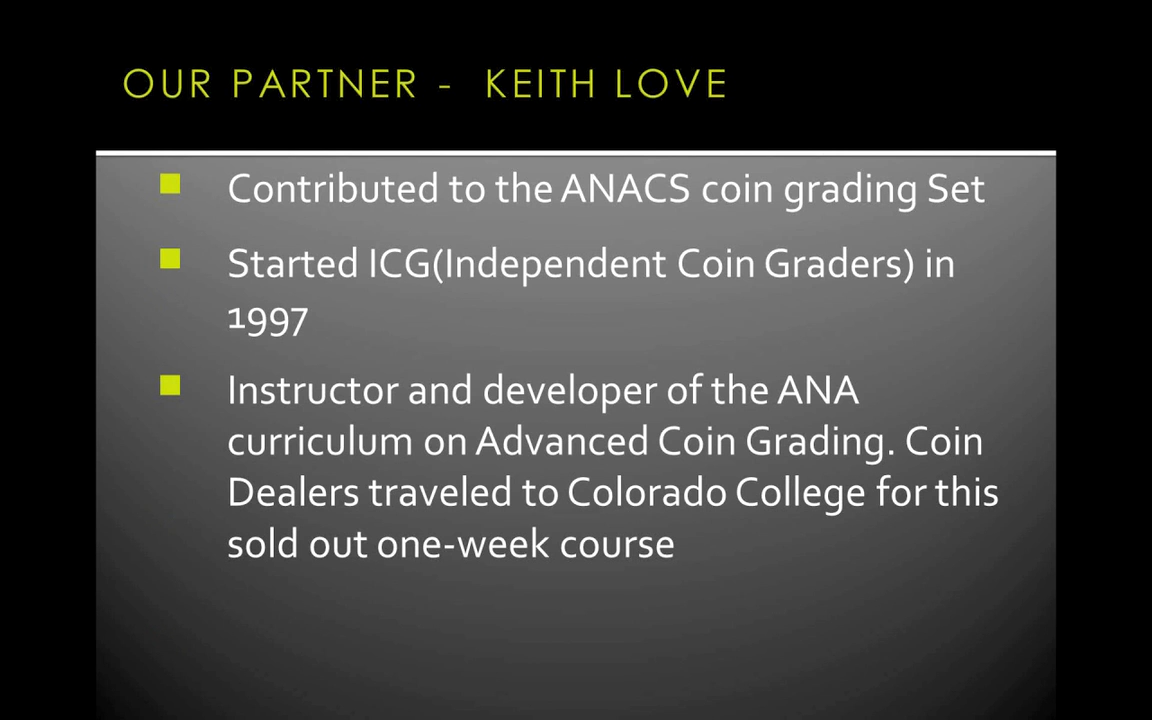 OUR PARTNER - KEITH LOVE
Contributed to the ANACS coin grading Set
Started ICG(Independent Coin Graders) in
1997
Instructor and developer of the ANA
curriculum on Advanced Coin Grading. Coin
Dealers traveled to Colorado College for this
sold out one-week course